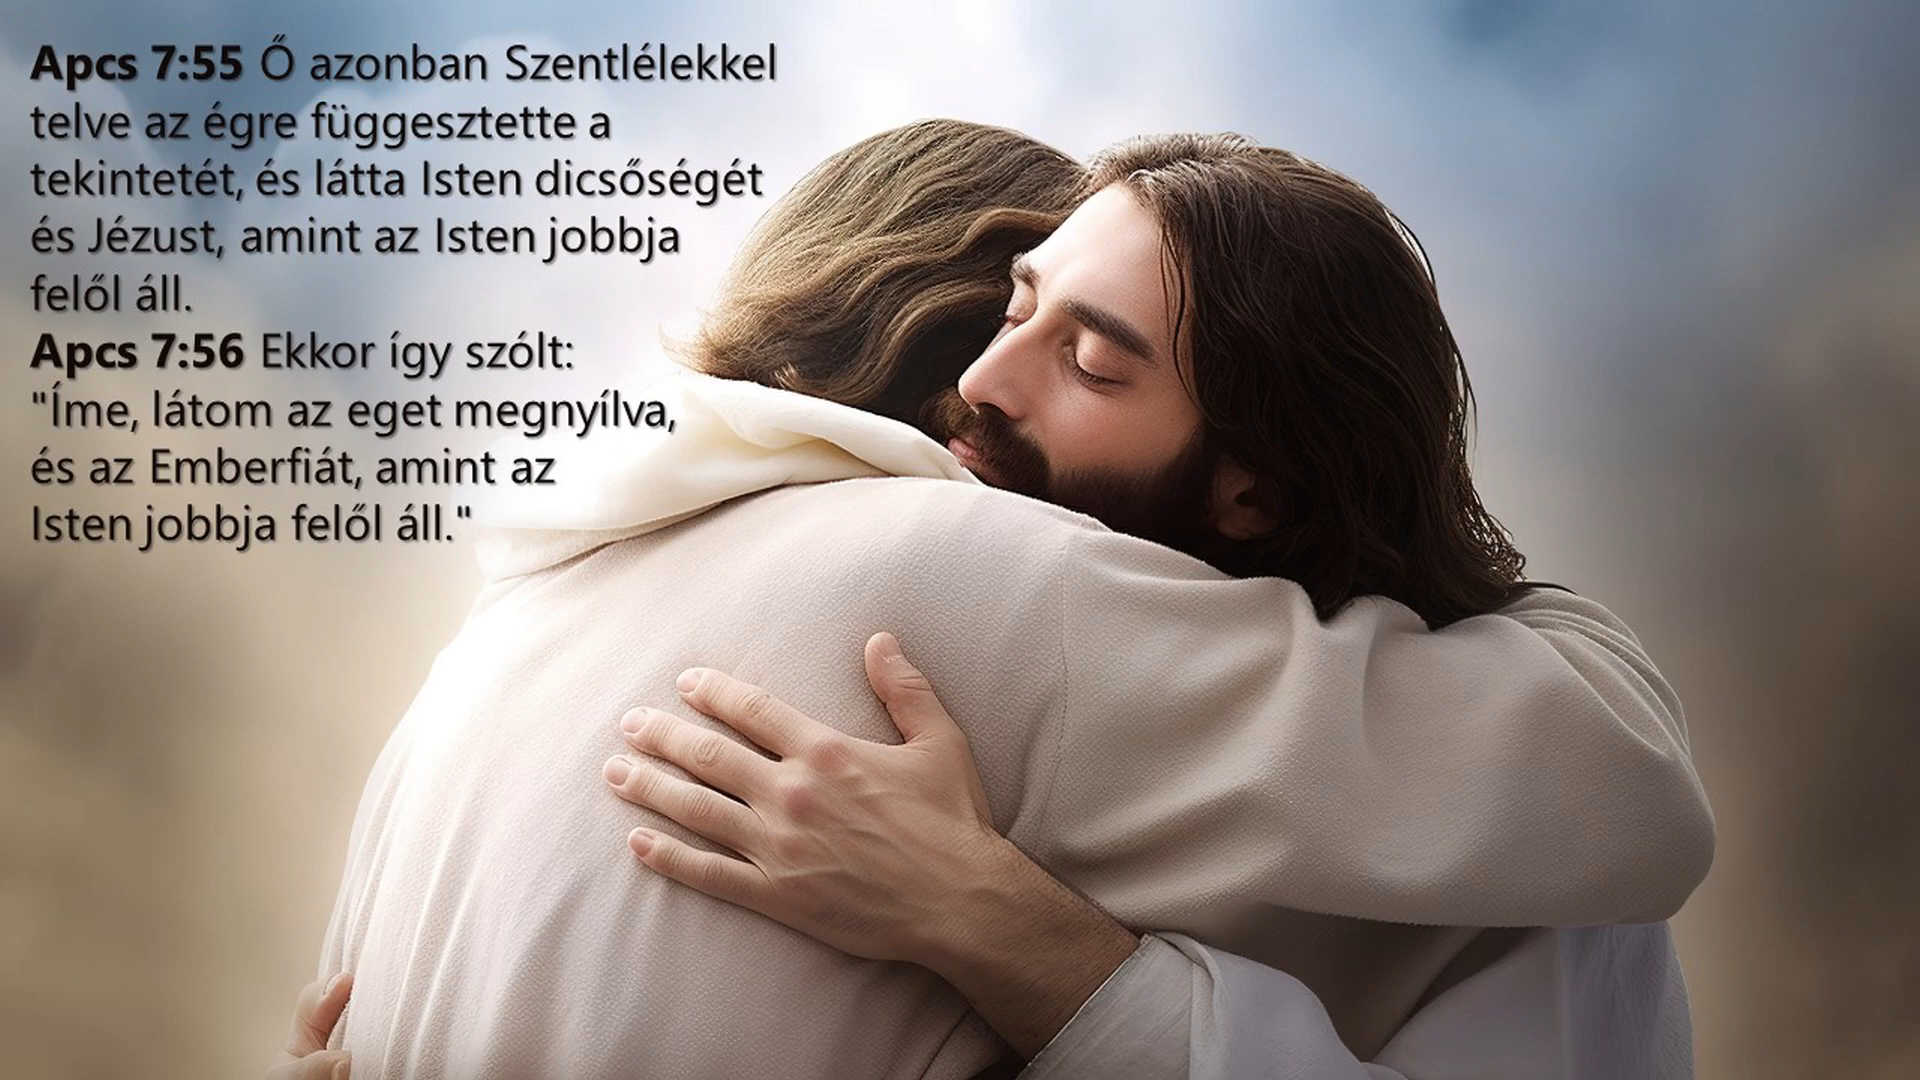 Apcs 7:55 Ő azonban Szentlélekkel
telve az égre függesztette a
tekintetét, és látta Isten dicsőségét
és Jézust, amint az Isten jobbja
felől áll.
Apcs 7:56 Ekkor így szólt:
"Íme, látom az eget megnyílva,
és az Emberfiát, amint az
Isten jobbja felől áll."